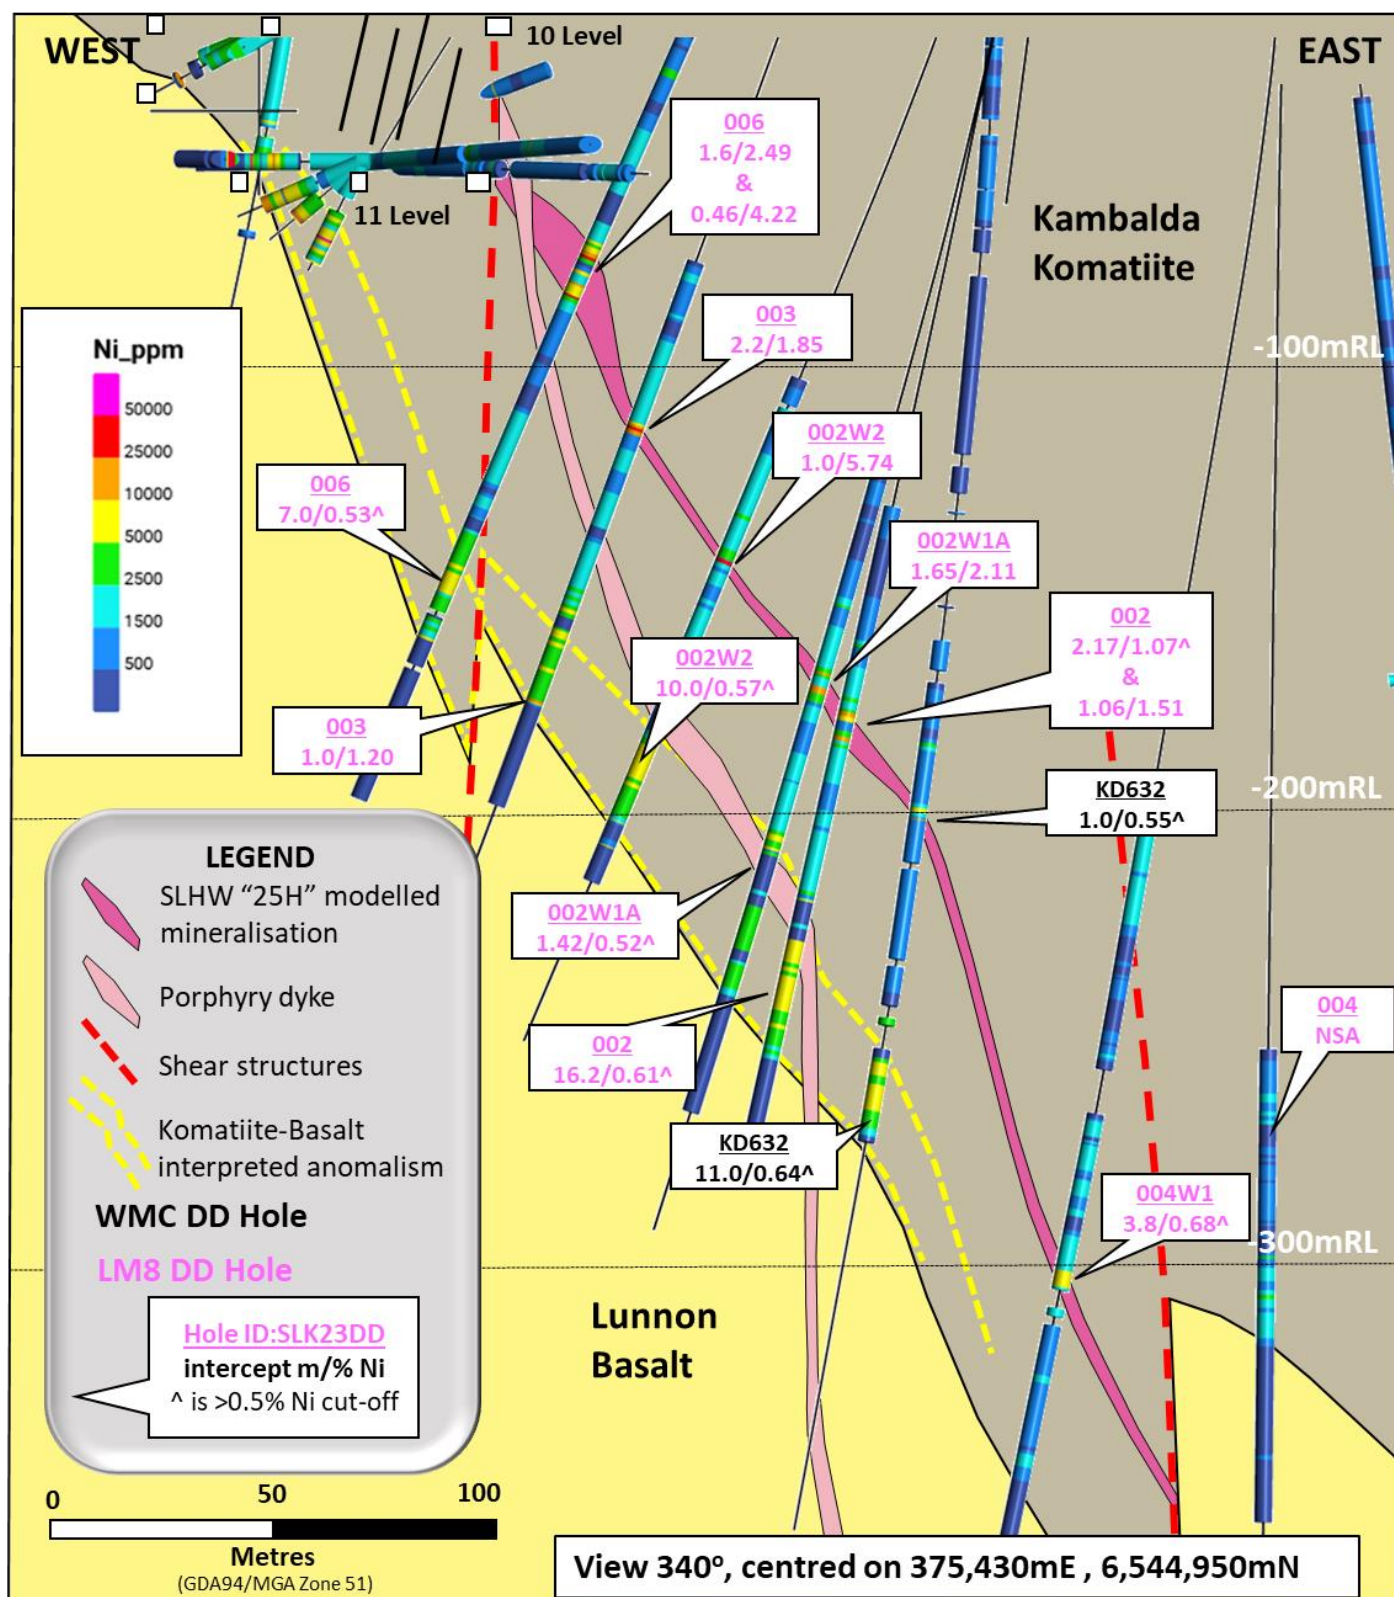 WEST
10 Level
EAST
006
1.6/2.49
&
0.46/4.22
11 Level
Kambalda
Komatiite
003
2.2/1.85
-100mRL
Ni_ppm
50000
25000
10000
5000
2500
1500
500
002W2
1.0/5.74
006
7.0/0.53^
002W1A
1.65/2.11
002
2.17/1.07^
&
1.06/1.51
002W2
10.0/0.57^
003
1.0/1.20
KD632
1.0/0.55^
-200mRL
LEGEND
SLHW “25H” modelled
mineralisation
Porphyry dyke
Shear structures
Komatiite-Basalt
interpreted anomalism
WMC DD Hole
LM8 DD Hole
Hole ID:SLK23DD
intercept m/% Ni
^ is >0.5% Ni cut-off
002W1A
1.42/0.52^
004
NSA
002
16.2/0.61^
KD632
11.0/0.64^
004W1
3.8/0.68^
-300mRL
Lunnon
Basalt
0 50 100
Metres
(GDA94/MGA Zone 51)
View 340º, centred on 375,430mE , 6,544,950mN